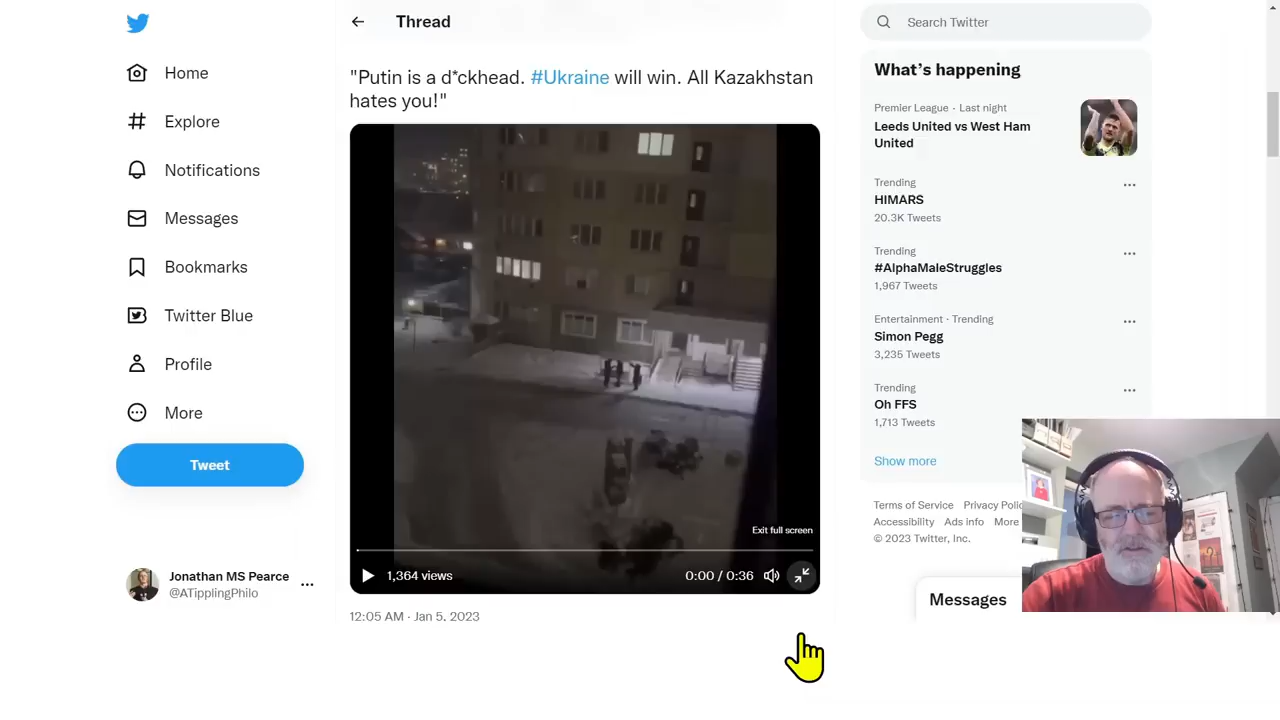 Home
Explore
Notifications
Messages
Bookmarks
Twitter Blue
Profile
More
Tweet
Jonathan MS Pearce
@ATipplingPhilo
Thread
"Putin is a d*ckhead. #Ukraine will win. All Kazakhstan
hates you!"
Exit full screen
1,364 views
0:00 / 0:36
12:05 AM · Jan 5, 2023
Search Twitter
What's happening
Premier League · Last night
Leeds United vs West Ham
United
Trending
HIMARS
20.3K Tweets
Trending
#AlphaMaleStruggles
1,967 Tweets
Entertainment · Trending
Simon Pegg
3,235 Tweets
Trending
Oh FFS
1,713 Tweets
Show more
Terms of Service Privacy
Accessibility Ads info More
© 2023 Twitter, Inc.
Messages